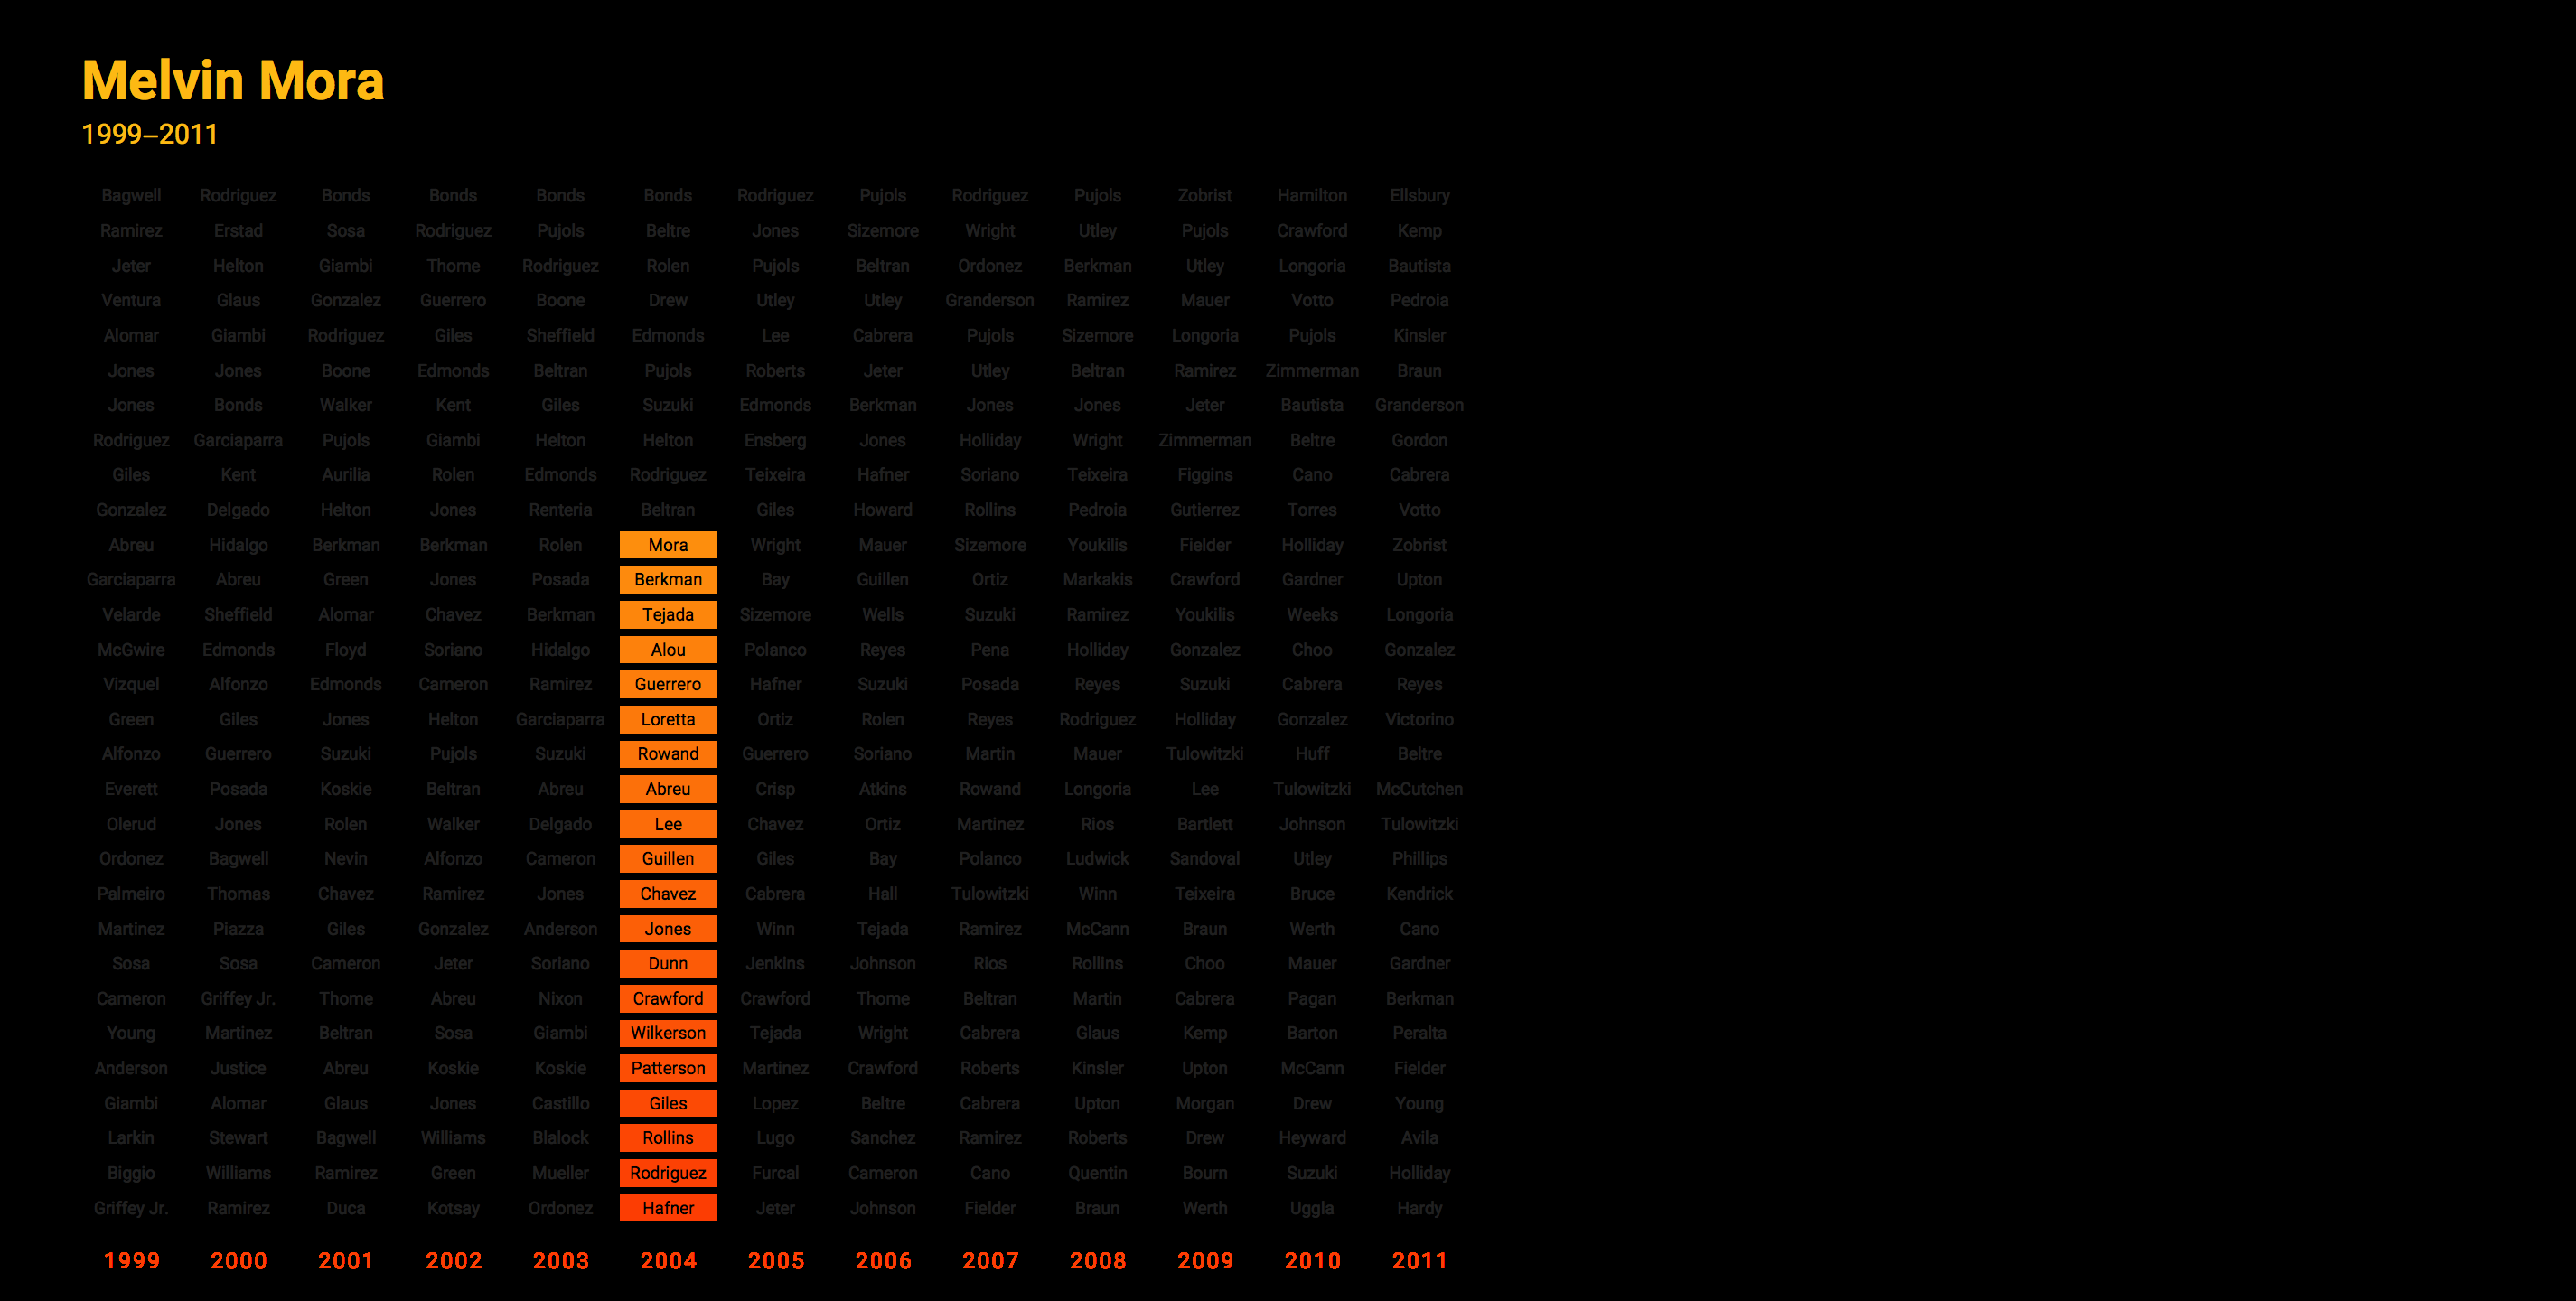 Melvin Mora
1999–2011
Bagwell Rodriguez Bonds Bonds Bonds Bonds Rodriguez Pujols Rodriguez Pujols Zobrist Hamilton Ellsbury
Ramirez Erstad Sosa Rodriguez Pujols Beltre Jones Sizemore Wright Utley Pujols Crawford Kemp
Jeter Helton Giambi Thome Rodriguez Rolen Pujols Beltran Ordonez Berkman Utley Longoria Bautista
Ventura Glaus Gonzalez Guerrero Boone Drew Utley Utley Granderson Ramirez Mauer Votto Pedroia
Alomar Giambi Rodriguez Giles Sheffield Edmonds Lee Cabrera Pujols Sizemore Longoria Pujols Kinsler
Jones Jones Boone Edmonds Beltran Pujols Roberts Jeter Utley Beltran Ramirez Zimmerman Braun
Jones Bonds Walker Kent Giles Suzuki Edmonds Berkman Jones Jones Jeter Bautista Granderson
Rodriguez Garciaparra Pujols Giambi Helton Helton Ensberg Jones Holliday Wright Zimmerman Beltre Gordon
Giles Kent Aurilia Rolen Edmonds Rodriguez Teixeira Hafner Soriano Teixeira Figgins Cano Cabrera
Gonzalez Delgado Helton Jones Renteria Beltran Giles Howard Rollins Pedroia Gutierrez Torres Votto
Abreu Hidalgo Berkman Berkman Rolen Mora Wright Mauer Sizemore Youkilis Fielder Holliday Zobrist
Garciaparra Abreu Green Jones Posada Berkman Bay Guillen Ortiz Markakis Crawford Gardner Upton
Velarde Sheffield Alomar Chavez Berkman Tejada Sizemore Wells Suzuki Ramirez Youkilis Weeks Longoria
McGwire Edmonds Floyd Soriano Hidalgo Alou Polanco Reyes Pena Holliday Gonzalez Choo Gonzalez
Vizquel Alfonzo Edmonds Cameron Ramirez Guerrero Hafner Suzuki Posada Reyes Suzuki Cabrera Reyes
Green Giles Jones Helton Garciaparra Loretta Ortiz Rolen Reyes Rodriguez Holliday Gonzalez Victorino
Alfonzo Guerrero Suzuki Pujols Suzuki Rowand Guerrero Soriano Martin Mauer Tulowitzki Huff Beltre
Everett Posada Koskie Beltran Abreu Abreu Crisp Atkins Rowand Longoria Lee Tulowitzki McCutchen
Olerud Jones Rolen Walker Delgado Lee Chavez Ortiz Martinez Rios Bartlett Johnson Tulowitzki
Ordonez Bagwell Nevin Alfonzo Cameron Guillen Giles Bay Polanco Ludwick Sandoval Utley Phillips
Palmeiro Thomas Chavez Ramirez Jones Chavez Cabrera Hall Tulowitzki Winn Teixeira Bruce Kendrick
Martinez Piazza Giles Gonzalez Anderson Jones Winn Tejada Ramirez McCann Braun Werth Cano
Sosa Sosa Cameron Jeter Soriano Dunn Jenkins Johnson Rios Rollins Choo Mauer Gardner
Cameron Griffey Jr. Thome Abreu Nixon Crawford Crawford Thome Beltran Martin Cabrera Pagan Berkman
Young Martinez Beltran Sosa Giambi Wilkerson Tejada Wright Cabrera Glaus Kemp Barton Peralta
Anderson Justice Abreu Koskie Koskie Patterson Martinez Crawford Roberts Kinsler Upton McCann Fielder
Giambi Alomar Glaus Jones Castillo Giles Lopez Beltre Cabrera Upton Morgan Drew Young
Larkin Stewart Bagwell Williams Blalock Rollins Lugo Sanchez Ramirez Roberts Drew Heyward Avila
Biggio Williams Ramirez Green Mueller Rodriguez Furcal Cameron Cano Quentin Bourn Suzuki Holliday
Griffey Jr. Ramirez Duca Kotsay Ordonez Hafner Jeter Johnson Fielder Braun Werth Uggla Hardy
1999 2000 2001 2002 2003 2004 2005 2006 2007 2008 2009 2010 2011